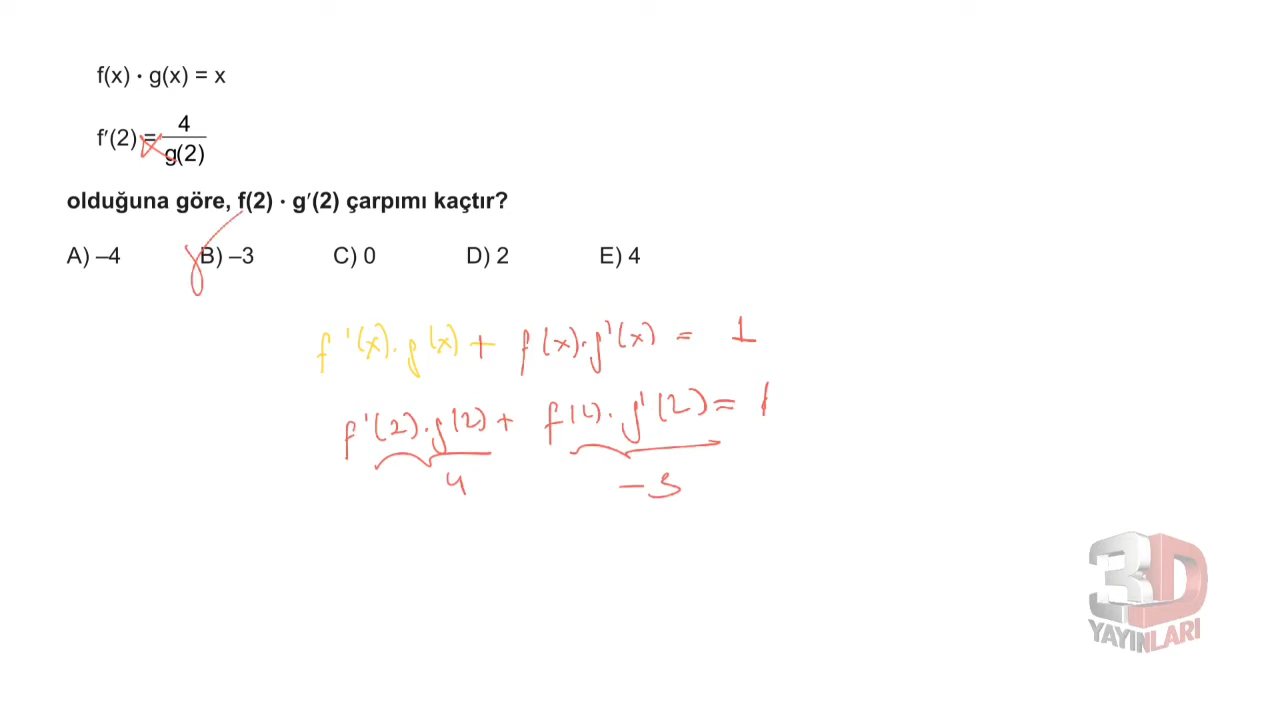 f(x) · g(x) = x
f′(2) = 4/g(2)
olduğuna göre, f(2) · g′(2) çarpımı kaçtır?
A) –4 B) –3 C) 0 D) 2 E) 4
f'(x).g(x) + f(x).g'(x) = 1
f'(2).g(2) + f(2).g'(2) = 1
4 -3
3D
YAYINLARI